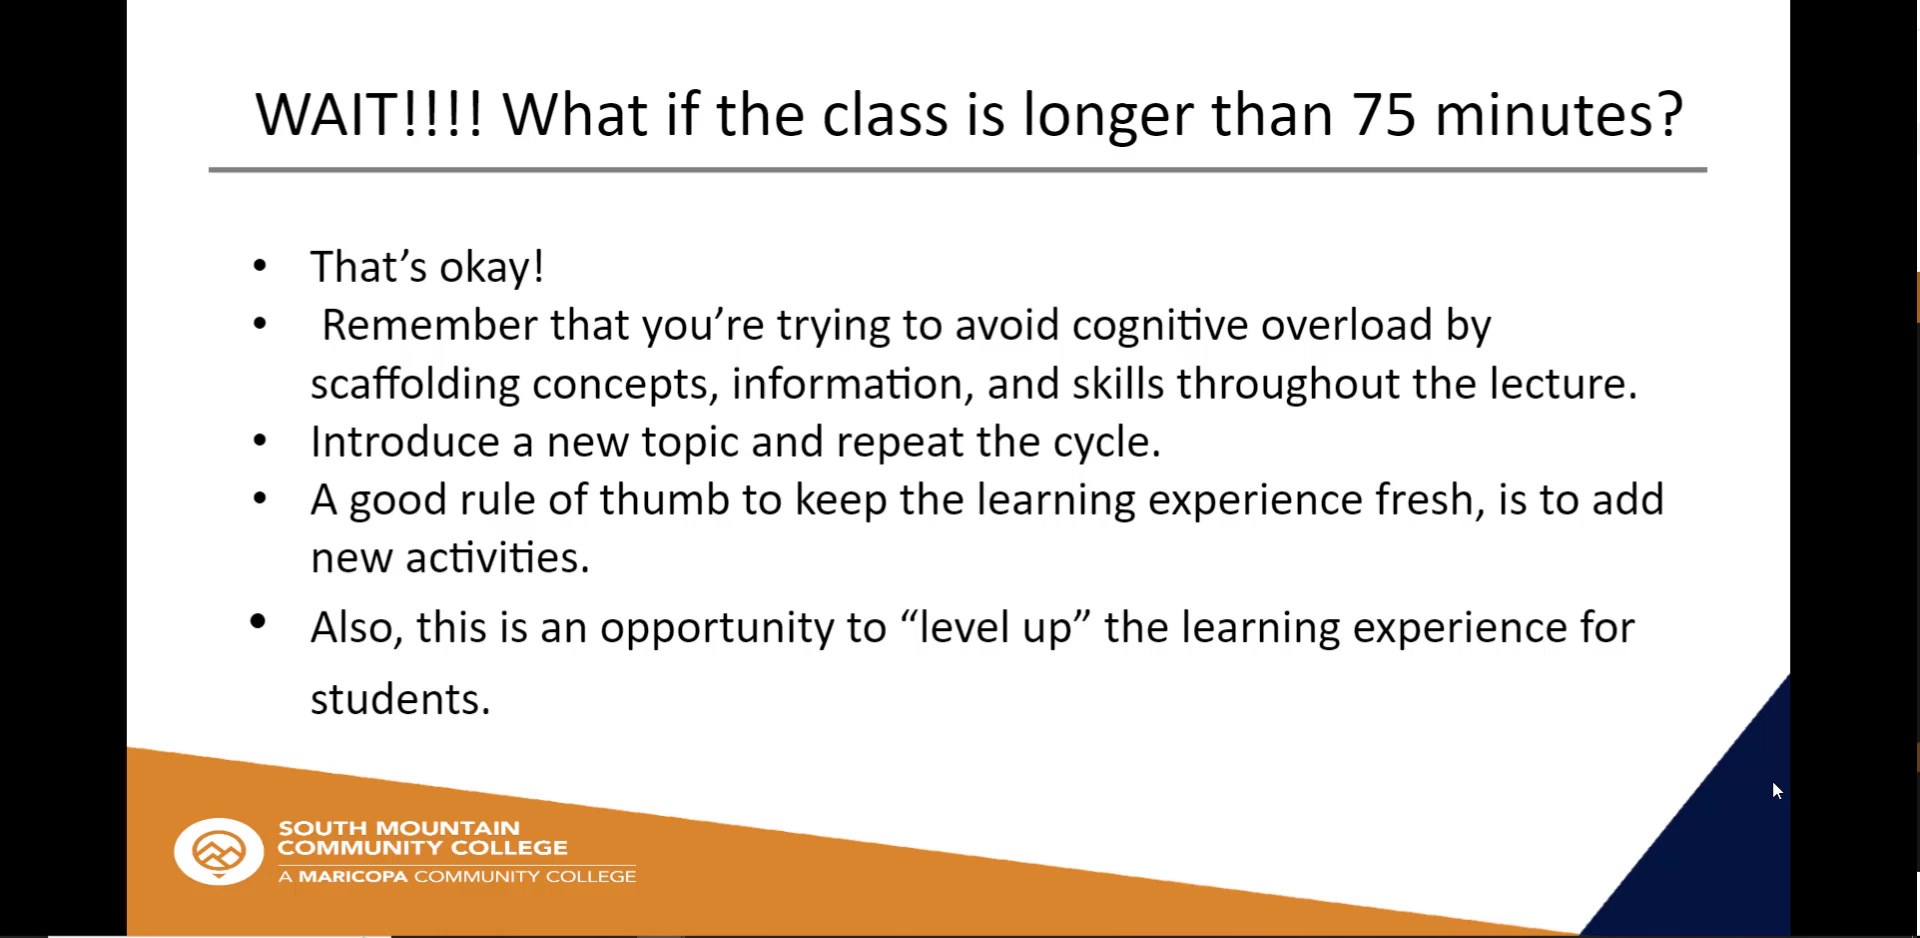 WAIT!!!! What if the class is longer than 75 minutes?
• That’s okay!
• Remember that you’re trying to avoid cognitive overload by
scaffolding concepts, information, and skills throughout the lecture.
• Introduce a new topic and repeat the cycle.
• A good rule of thumb to keep the learning experience fresh, is to add
new activities.
• Also, this is an opportunity to “level up” the learning experience for
students.
SOUTH MOUNTAIN
COMMUNITY COLLEGE
A MARICOPA COMMUNITY COLLEGE